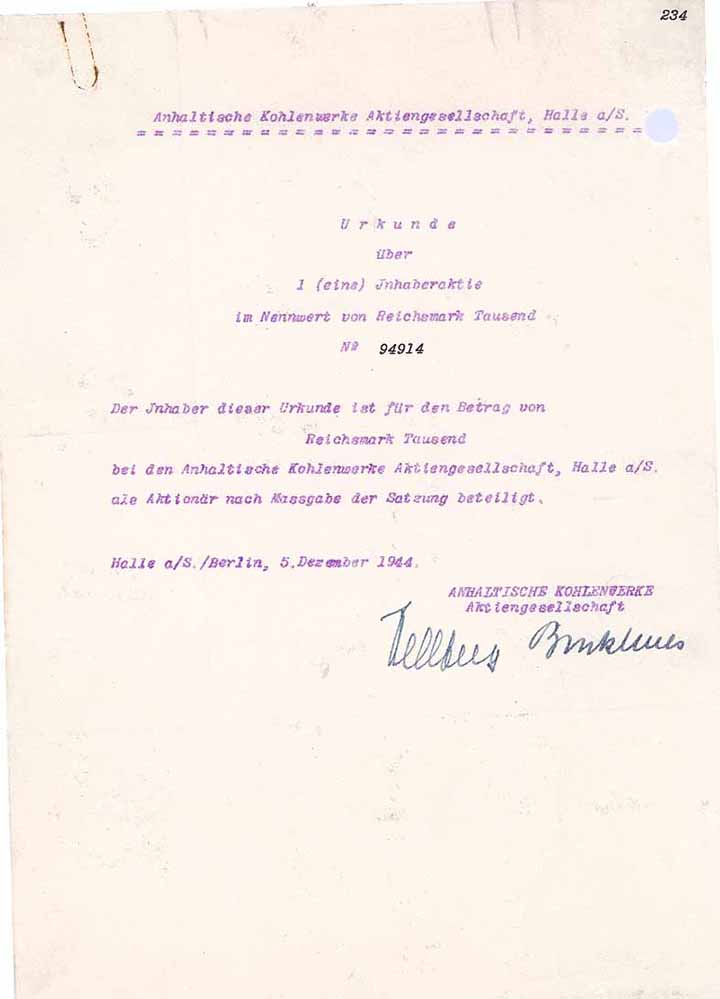 234
Anhaltische Kohlenwerke Aktiengesellschaft, Halle a/S.
U r k u n d e
über
1 (eine) Jnhaberaktie
im Nennwert von Reichsmark Tausend
No 94914
Der Jnhaber dieser Urkunde ist für den Betrag von
Reichsmark Tausend
bei den Anhaltische Kohlenwerke Aktiengesellschaft, Halle a/S.
als Aktionär nach Massgabe der Satzung beteiligt.
Halle a/S./Berlin, 5.Dezember 1944.
ANHALTISCHE KOHLENWERKE
Aktiengesellschaft